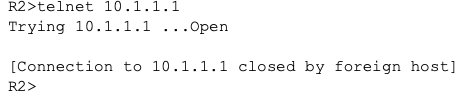 R2>telnet 10.1.1.1
Trying 10.1.1.1 ...Open
[Connection to 10.1.1.1 closed by foreign host]
R2>